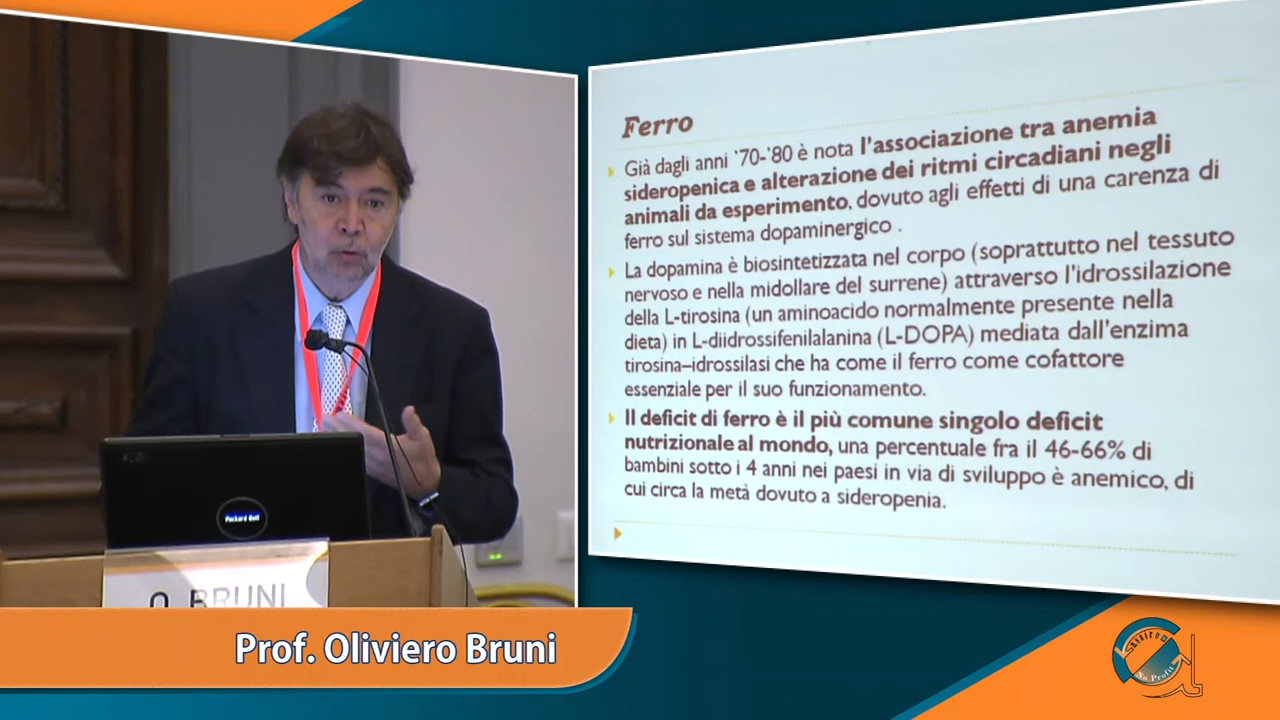 Ferro
Già dagli anni '70-'80 è nota l'associazione tra anemia
sideropenica e alterazione dei ritmi circadiani negli
animali da esperimento, dovuto agli effetti di una carenza di
ferro sul sistema dopaminergico .
La dopamina è biosintetizzata nel corpo (soprattutto nel tessuto
nervoso e nella midollare del surrene) attraverso l'idrossilazione
della L-tirosina (un aminoacido normalmente presente nella
dieta) in L-diidrossifenilalanina (L-DOPA) mediata dall'enzima
tirosina–idrossilasi che ha come il ferro come cofattore
essenziale per il suo funzionamento.
Il deficit di ferro è il più comune singolo deficit
nutrizionale al mondo, una percentuale fra il 46-66% di
bambini sotto i 4 anni nei paesi in via di sviluppo è anemico, di
cui circa la metà dovuto a sideropenia.
Packard Bell
O. BRUNI
Prof. Oliviero Bruni
No Profit